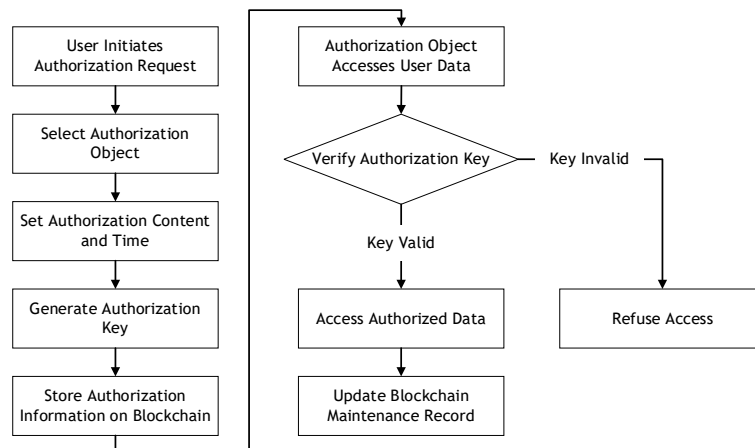 User Initiates
Authorization Request
Select Authorization
Object
Set Authorization Content
and Time
Generate Authorization
Key
Store Authorization
Information on Blockchain
Authorization Object
Accesses User Data
Verify Authorization Key
Key Invalid
Key Valid
Access Authorized Data
Refuse Access
Update Blockchain
Maintenance Record